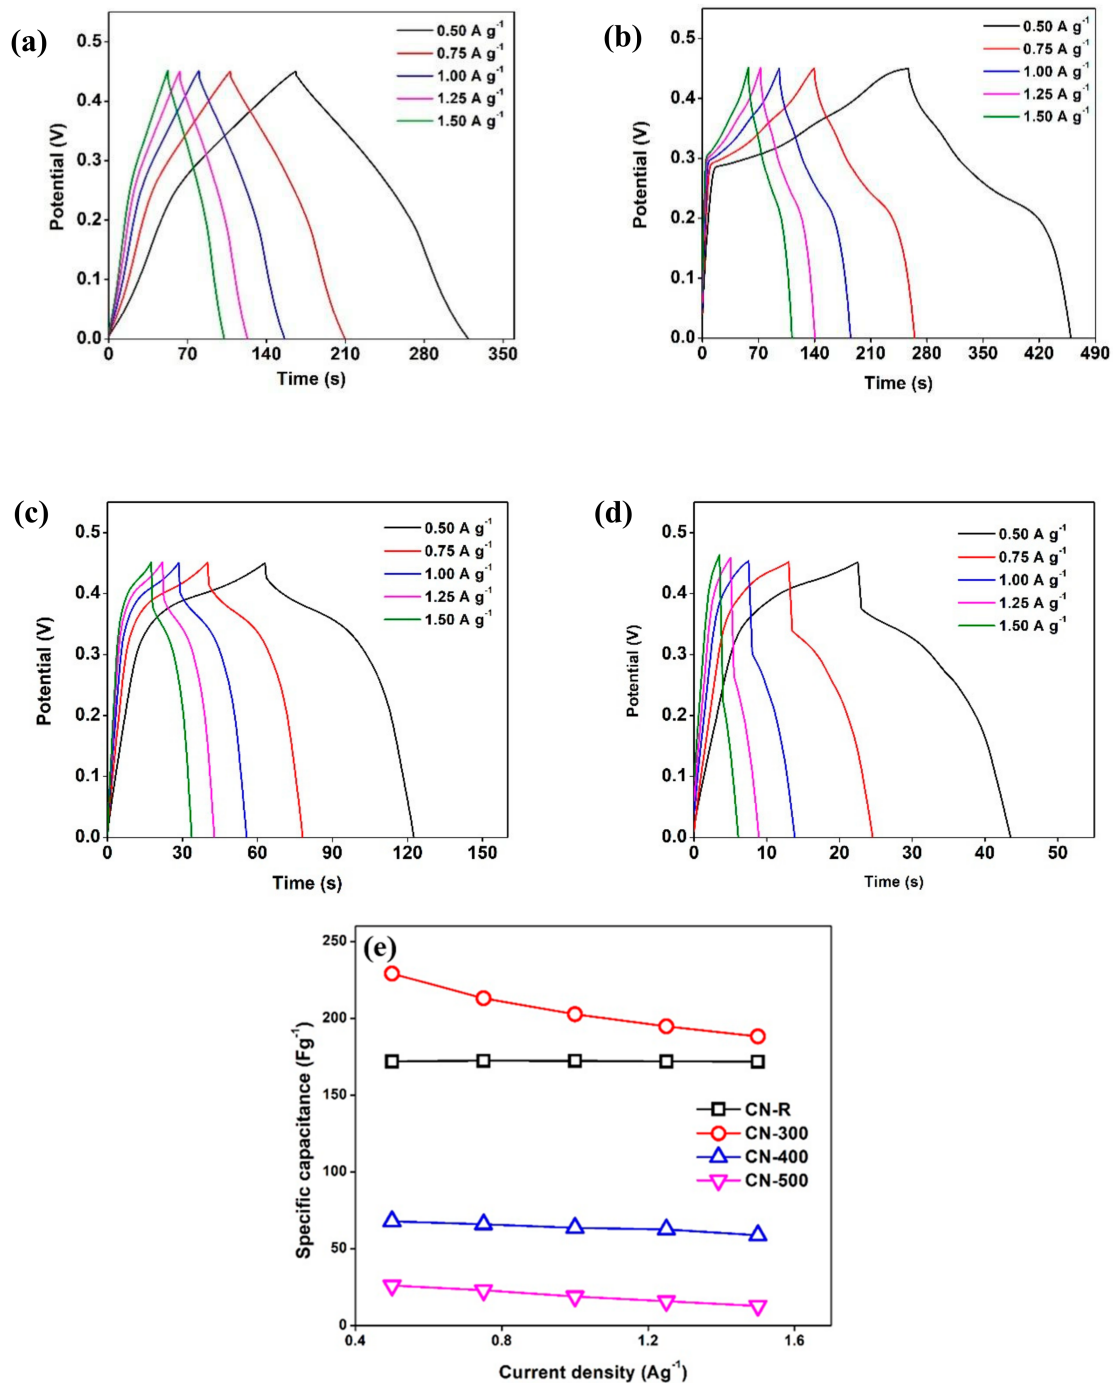 (a)
0.50 A g⁻¹
0.75 A g⁻¹
1.00 A g⁻¹
1.25 A g⁻¹
1.50 A g⁻¹
0.5
0.4
0.3
0.2
0.1
0.0
Potential (V)
0 70 140 210 280 350
Time (s)
(b)
0.50 A g⁻¹
0.75 A g⁻¹
1.00 A g⁻¹
1.25 A g⁻¹
1.50 A g⁻¹
0.5
0.4
0.3
0.2
0.1
0.0
Potential (V)
0 70 140 210 280 350 420 490
Time (s)
(c)
0.50 A g⁻¹
0.75 A g⁻¹
1.00 A g⁻¹
1.25 A g⁻¹
1.50 A g⁻¹
0.5
0.4
0.3
0.2
0.1
0.0
Potential (V)
0 30 60 90 120 150
Time (s)
(d)
0.50 A g⁻¹
0.75 A g⁻¹
1.00 A g⁻¹
1.25 A g⁻¹
1.50 A g⁻¹
0.5
0.4
0.3
0.2
0.1
0.0
Potential (V)
0 10 20 30 40 50
Time (s)
(e)
250
200
150
100
50
0
Specific capacitance (Fg⁻¹)
CN-R
CN-300
CN-400
CN-500
0.4 0.8 1.2 1.6
Current density (Ag⁻¹)